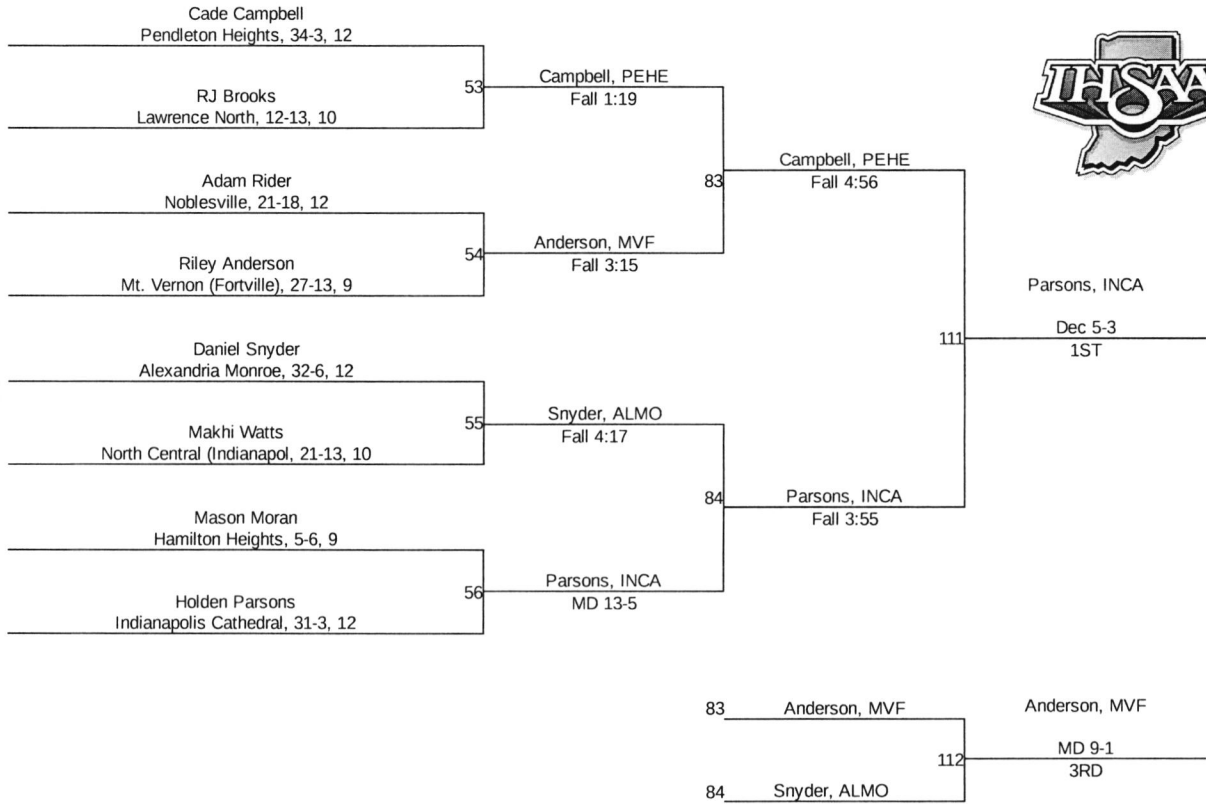 Cade Campbell
Pendleton Heights, 34-3, 12
53
Campbell, PEHE
Fall 1:19
RJ Brooks
Lawrence North, 12-13, 10
83
Campbell, PEHE
Fall 4:56
Adam Rider
Noblesville, 21-18, 12
54
Anderson, MVF
Fall 3:15
Riley Anderson
Mt. Vernon (Fortville), 27-13, 9
111
Parsons, INCA
Dec 5-3
1ST
Daniel Snyder
Alexandria Monroe, 32-6, 12
55
Snyder, ALMO
Fall 4:17
Makhi Watts
North Central (Indianapol, 21-13, 10
84
Parsons, INCA
Fall 3:55
Mason Moran
Hamilton Heights, 5-6, 9
56
Parsons, INCA
MD 13-5
Holden Parsons
Indianapolis Cathedral, 31-3, 12
83
Anderson, MVF
112
Anderson, MVF
MD 9-1
3RD
84
Snyder, ALMO
IHSAA